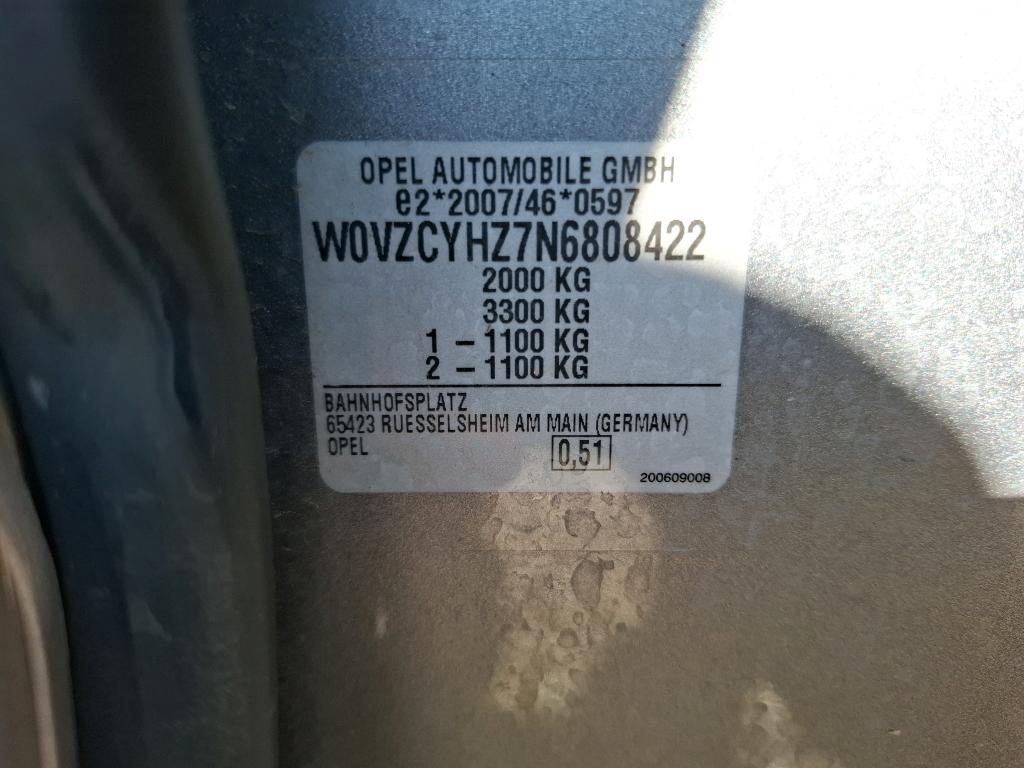 OPEL AUTOMOBILE GMBH
e2*2007/46*0597
W0VZCYHZ7N6808422
2000 KG
3300 KG
1 – 1100 KG
2 – 1100 KG
BAHNHOFSPLATZ
65423 RUESSELSHEIM AM MAIN (GERMANY)
OPEL
0,51
200609008